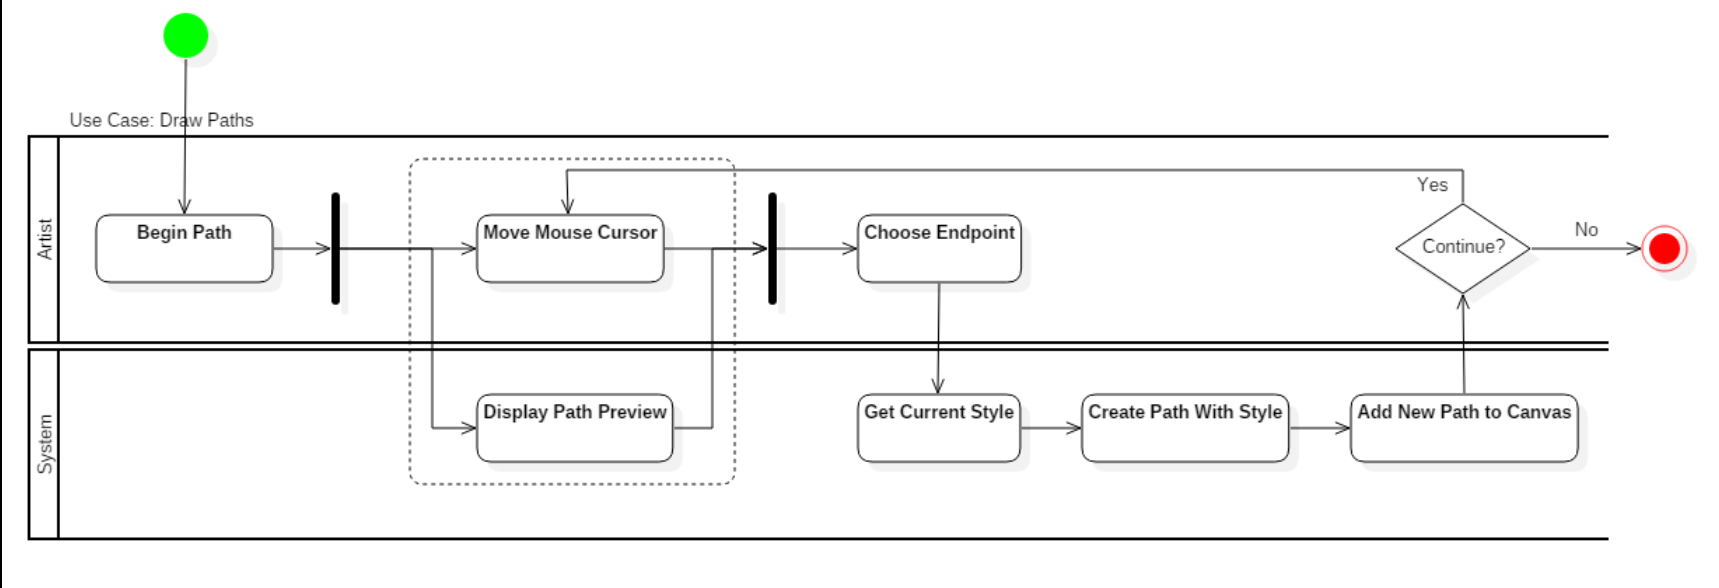 Use Case: Draw Paths
Artist
Begin Path
Move Mouse Cursor
Choose Endpoint
Yes
Continue?
No
System
Display Path Preview
Get Current Style
Create Path With Style
Add New Path to Canvas